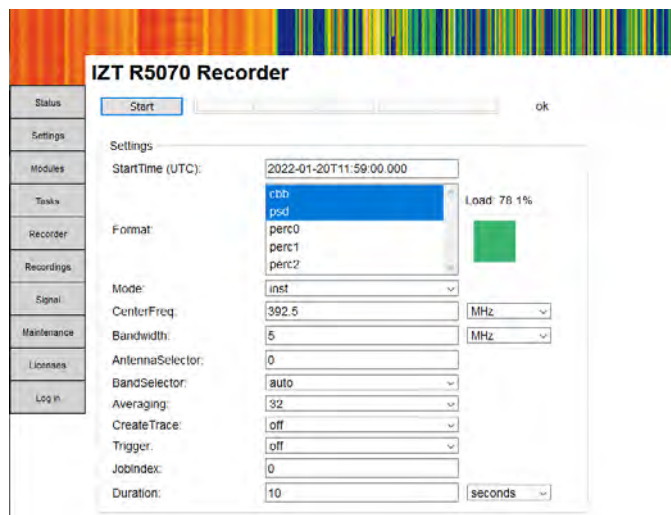 IZT R5070 Recorder
Status
Start
ok
Settings
Settings
Modules
StartTime (UTC):
2022-01-20T11:59:00.000
Tasks
cbb
Load: 78.1%
psd
Recorder
Format:
perc0
perc1
perc2
Recordings
Mode:
inst
Signal
CenterFreq:
392.5
MHz
Maintenance
Bandwidth:
5
MHz
Licenses
AntennaSelector:
0
BandSelector:
auto
Log in
Averaging:
32
CreateTrace:
off
Trigger:
off
JobIndex:
0
Duration:
10
seconds